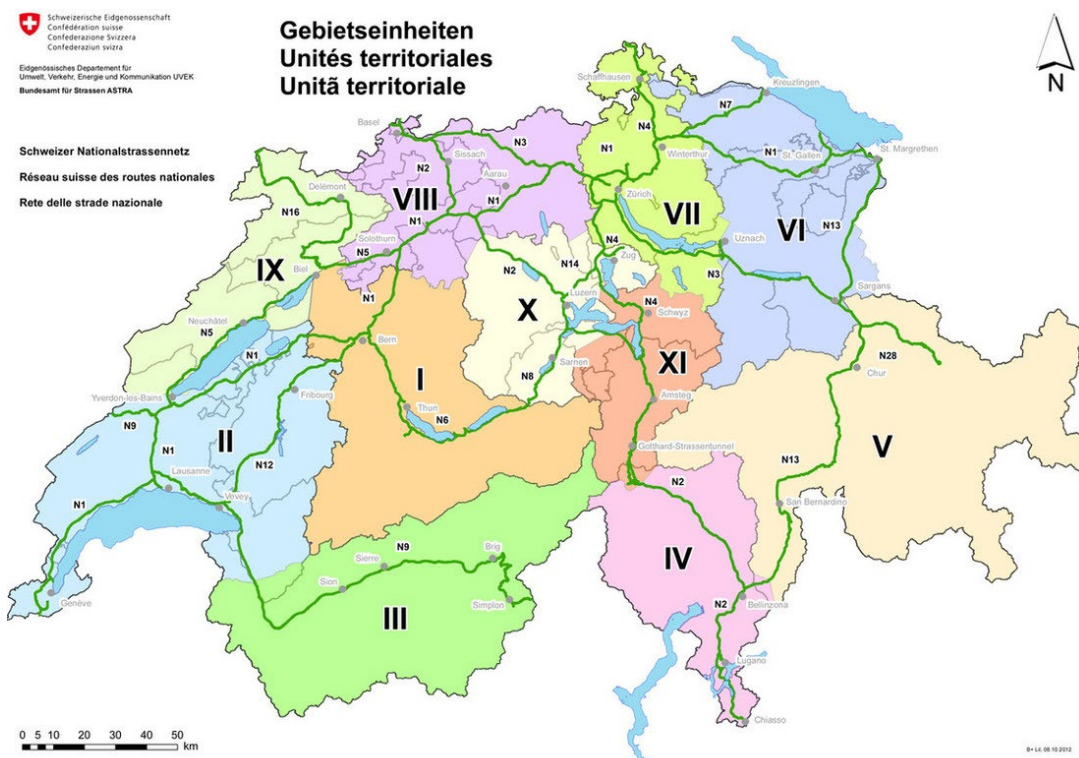 Schweizerische Eidgenossenschaft
Confédération suisse
Confederazione Svizzera
Confederaziun svizra
Eidgenössisches Departement für
Umwelt, Verkehr, Energie und Kommunikation UVEK
Bundesamt für Strassen ASTRA
Gebietseinheiten
Unités territoriales
Unitã territoriale
N
Schweizer Nationalstrassennetz
Réseau suisse des routes nationales
Rete delle strade nazionale
Schaffhausen
Kreuzlingen
N7
Basel
N4
N3
Sissach
N1
Winterthur
N1
St. Gallen
St. Margrethen
N2
Aarau
Delémont
VIII
N1
Zürich
VII
N16
N1
VI
N13
Solothurn
N5
N4
Uznach
IX
Biel
N2
N14
Zug
N3
N1
X
Luzern
N4
Sargans
Neuchâtel
Schwyz
N5
N1
Bern
XI
N28
Sarnen
Chur
I
N8
Yverdon-les-Bains
Fribourg
Thun
N6
Amsteg
N9
II
V
N1
N12
Gotthard-Strassentunnel
N13
Lausanne
N2
N1
Vevey
San Bernardino
N9
Brig
IV
Sierre
Sion
Genève
Simplon
N2
Bellinzona
III
Lugano
Chiasso
0 5 10 20 30 40 50
km
B+ Lit. 08.10.2012